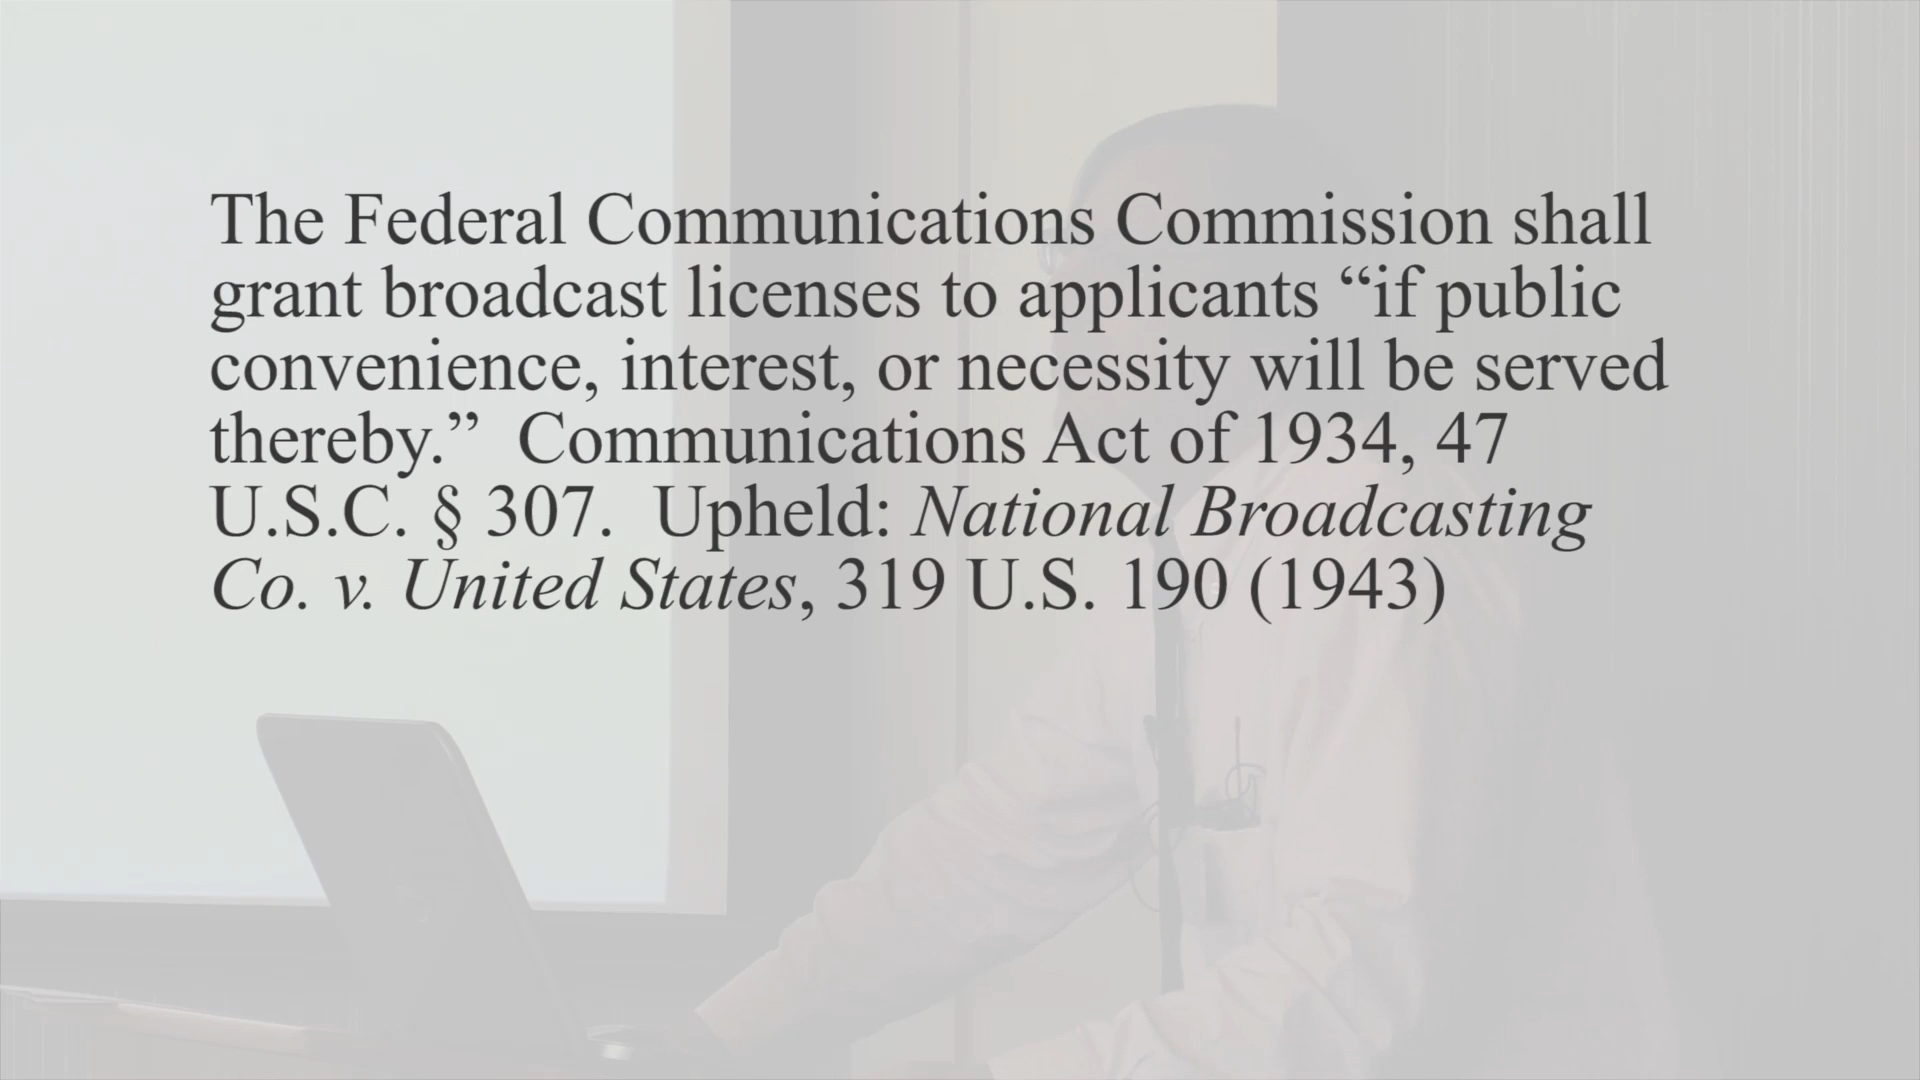 The Federal Communications Commission shall
grant broadcast licenses to applicants “if public
convenience, interest, or necessity will be served
thereby.”  Communications Act of 1934, 47
U.S.C. § 307.  Upheld: National Broadcasting
Co. v. United States, 319 U.S. 190 (1943)